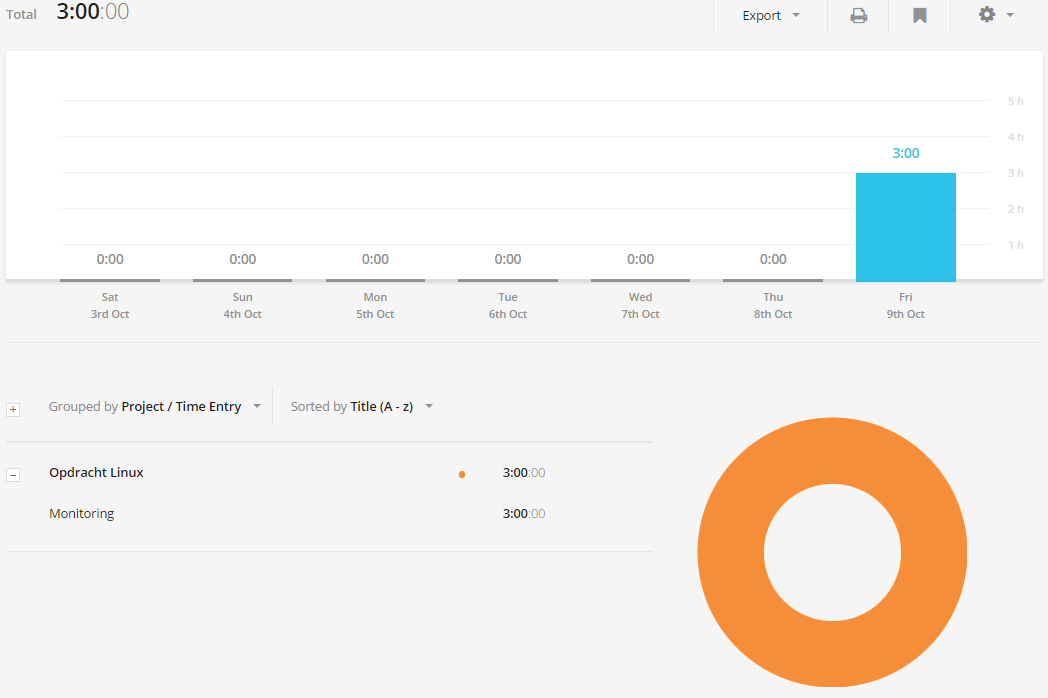 Total 3:00:00 Export
5 h
4 h
3:00
3 h
2 h
1 h
0:00 0:00 0:00 0:00 0:00 0:00
Sat Sun Mon Tue Wed Thu Fri
3rd Oct 4th Oct 5th Oct 6th Oct 7th Oct 8th Oct 9th Oct
+ Grouped by Project / Time Entry Sorted by Title (A - z)
− Opdracht Linux 3:00:00
Monitoring 3:00:00